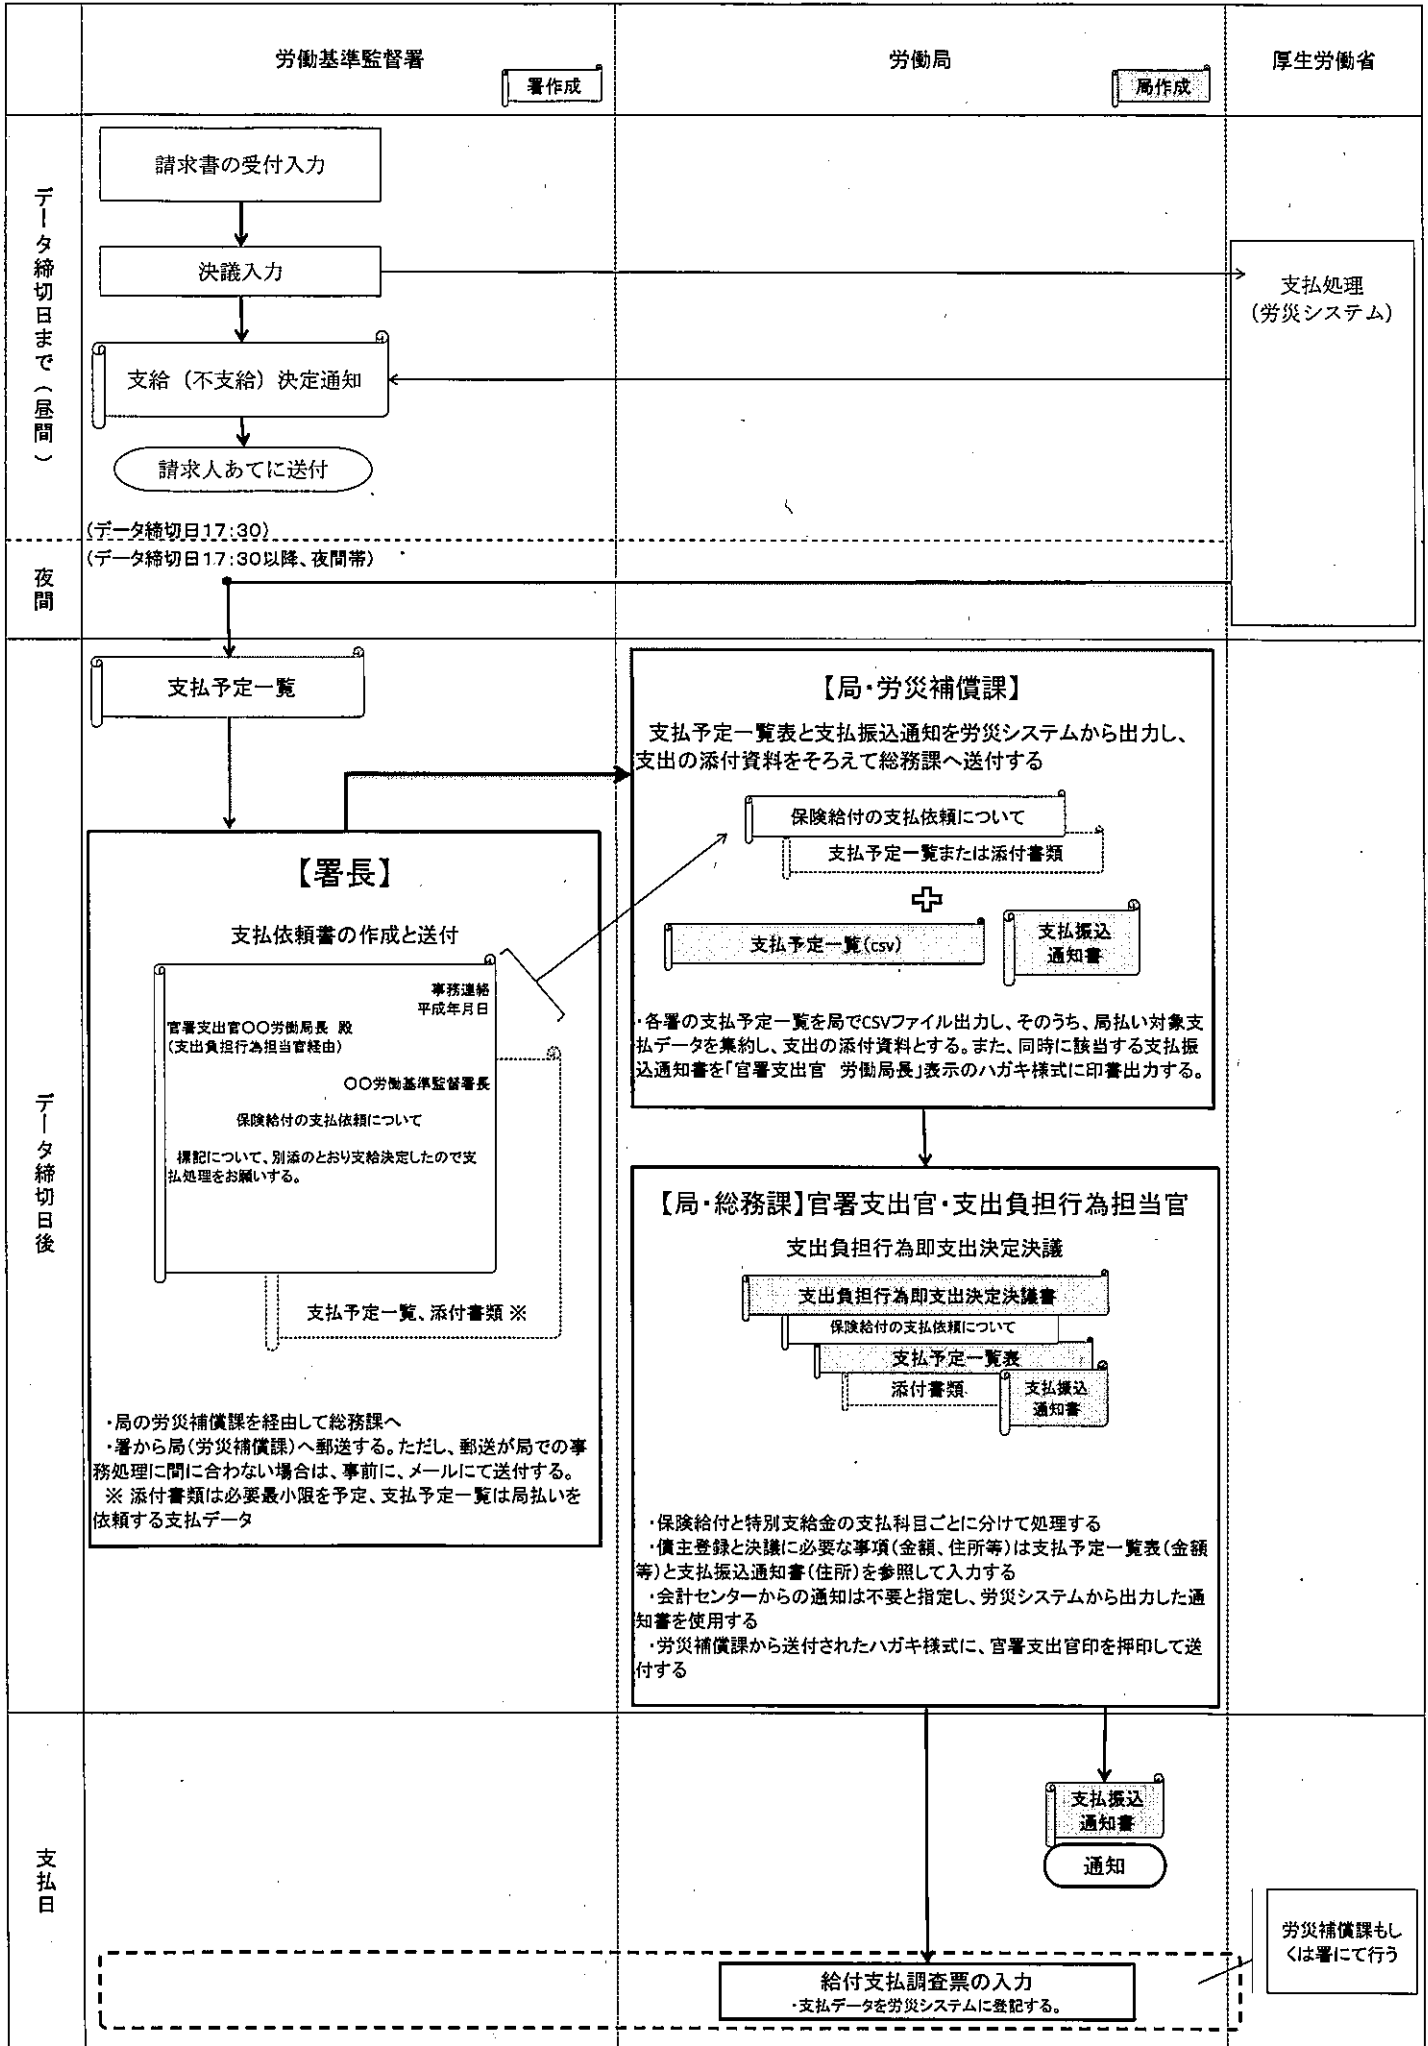 労働基準監督署
署作成
労働局
局作成
厚生労働省
データ締切日まで(昼間)
請求書の受付入力
決議入力
支払処理
(労災システム)
支給(不支給)決定通知
請求人あてに送付
(データ締切日17:30)
夜間
(データ締切日17:30以降、夜間帯)
データ締切日後
支払予定一覧
【署長】
支払依頼書の作成と送付
事務連絡
平成年月日
官署支出官〇〇労働局長 殿
(支出負担行為担当官経由)
〇〇労働基準監督署長
保険給付の支払依頼について
標記について、別添のとおり支給決定したので支
払処理をお願いする。
支払予定一覧、添付書類 ※
・局の労災補償課を経由して総務課へ
・署から局(労災補償課)へ郵送する。ただし、郵送が局での事
務処理に間に合わない場合は、事前に、メールにて送付する。
※ 添付書類は必要最小限を予定、支払予定一覧は局払いを
依頼する支払データ
【局・労災補償課】
支払予定一覧表と支払振込通知を労災システムから出力し、
支出の添付資料をそろえて総務課へ送付する
保険給付の支払依頼について
支払予定一覧または添付書類
支払予定一覧(csv)
支払振込
通知書
・各署の支払予定一覧を局でCSVファイル出力し、そのうち、局払い対象支
払データを集約し、支出の添付資料とする。また、同時に該当する支払振
込通知書を「官署支出官 労働局長」表示のハガキ様式に印書出力する。
【局・総務課】官署支出官・支出負担行為担当官
支出負担行為即支出決定決議
支出負担行為即支出決定決議書
保険給付の支払依頼について
支払予定一覧表
添付書類
支払振込
通知書
・保険給付と特別支給金の支払科目ごとに分けて処理する
・債主登録と決議に必要な事項(金額、住所等)は支払予定一覧表(金額
等)と支払振込通知書(住所)を参照して入力する
・会計センターからの通知は不要と指定し、労災システムから出力した通
知書を使用する
・労災補償課から送付されたハガキ様式に、官署支出官印を押印して送
付する
支払日
支払振込
通知書
通知
給付支払調査票の入力
・支払データを労災システムに登記する。
労災補償課もし
くは署にて行う